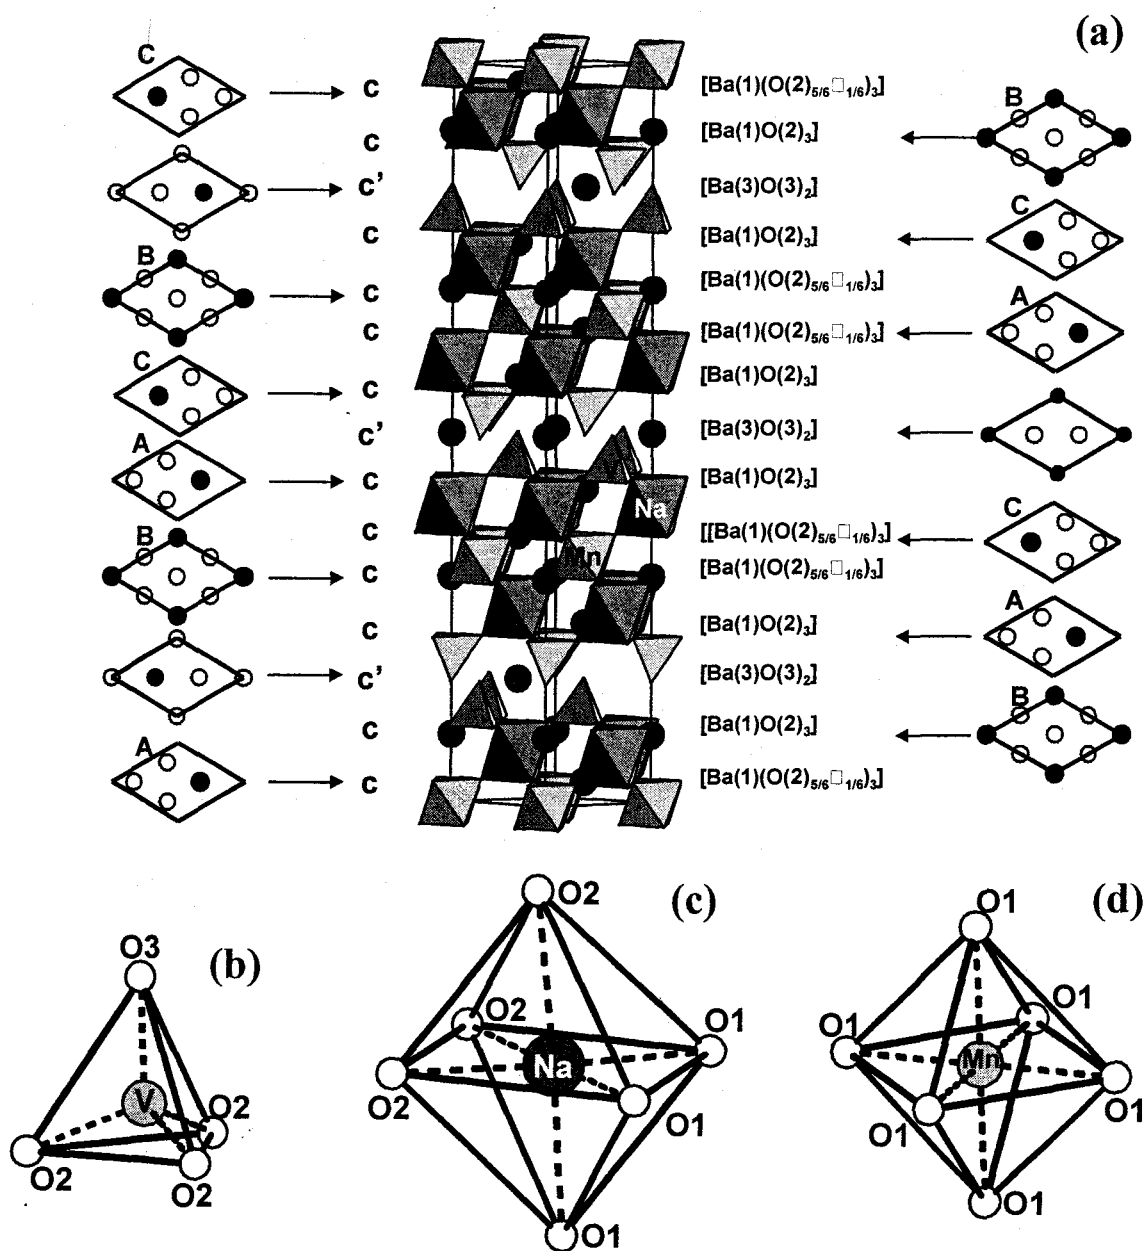 (a)
C
c
[Ba(1)(O(2)5/6□1/6)3]
B
c
[Ba(1)O(2)3]
c'
[Ba(3)O(3)2]
C
c
[Ba(1)O(2)3]
B
c
[Ba(1)(O(2)5/6□1/6)3]
A
c
[Ba(1)(O(2)5/6□1/6)3]
C
c
[Ba(1)O(2)3]
c'
[Ba(3)O(3)2]
A
c
V
[Ba(1)O(2)3]
Na
C
B
c
Mn
[[Ba(1)(O(2)5/6□1/6)3]
c
[Ba(1)(O(2)5/6□1/6)3]
A
c
[Ba(1)O(2)3]
c'
[Ba(3)O(3)2]
B
c
[Ba(1)O(2)3]
A
c
[Ba(1)(O(2)5/6□1/6)3]
(b)
O3
V
O2
O2
O2
(c)
O2
O2
O1
Na
O2
O1
O1
(d)
O1
O1
O1
Mn
O1
O1
O1